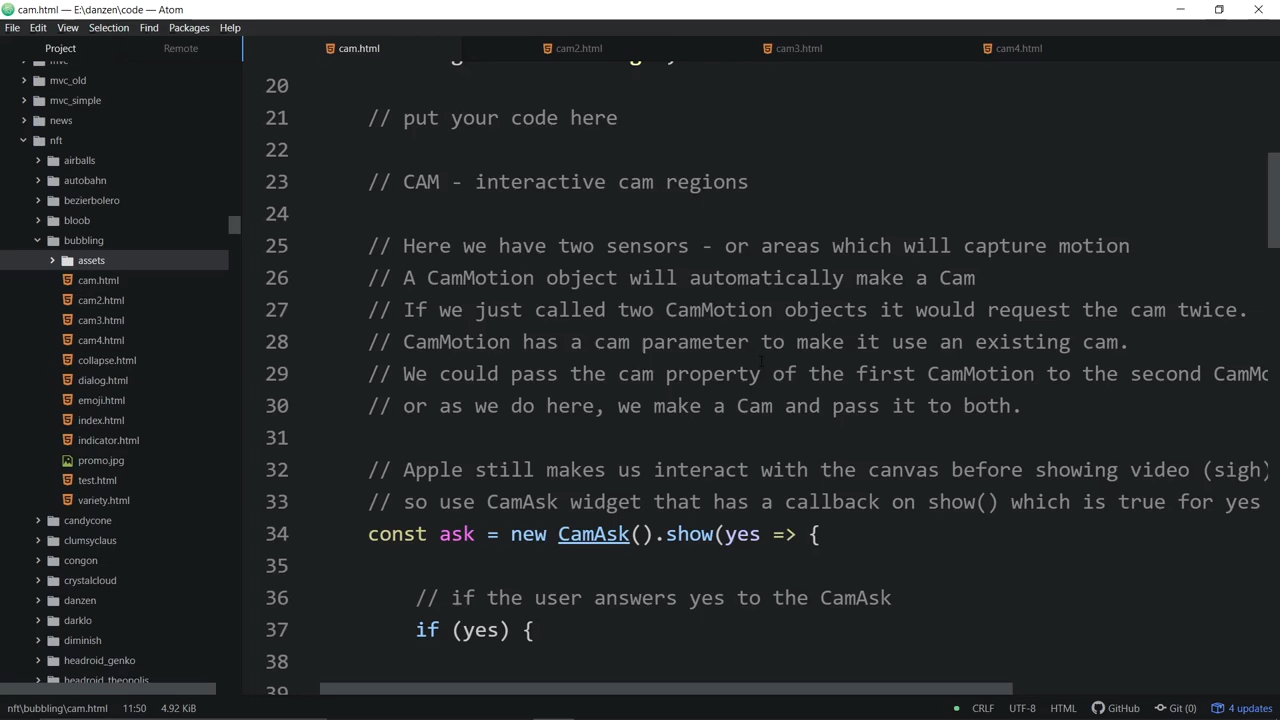 cam.html — E:\danzen\code — Atom
File Edit View Selection Find Packages Help
Project Remote
cam.html cam2.html cam3.html cam4.html
mvc
mvc_old
mvc_simple
news
nft
airballs
autobahn
bezierbolero
bloob
bubbling
assets
cam.html
cam2.html
cam3.html
cam4.html
collapse.html
dialog.html
emoji.html
index.html
indicator.html
promo.jpg
test.html
variety.html
candycone
clumsyclaus
congon
crystalcloud
danzen
darklo
diminish
headroid_genko
headroid_theopolis
20
21 // put your code here
22
23 // CAM - interactive cam regions
24
25 // Here we have two sensors - or areas which will capture motion
26 // A CamMotion object will automatically make a Cam
27 // If we just called two CamMotion objects it would request the cam twice.
28 // CamMotion has a cam parameter to make it use an existing cam.
29 // We could pass the cam property of the first CamMotion to the second CamMo
30 // or as we do here, we make a Cam and pass it to both.
31
32 // Apple still makes us interact with the canvas before showing video (sigh)
33 // so use CamAsk widget that has a callback on show() which is true for yes
34 const ask = new CamAsk().show(yes => {
35
36 // if the user answers yes to the CamAsk
37 if (yes) {
38
39
nft\bubbling\cam.html 11:50 4.92 KiB CRLF UTF-8 HTML GitHub Git (0) 4 updates